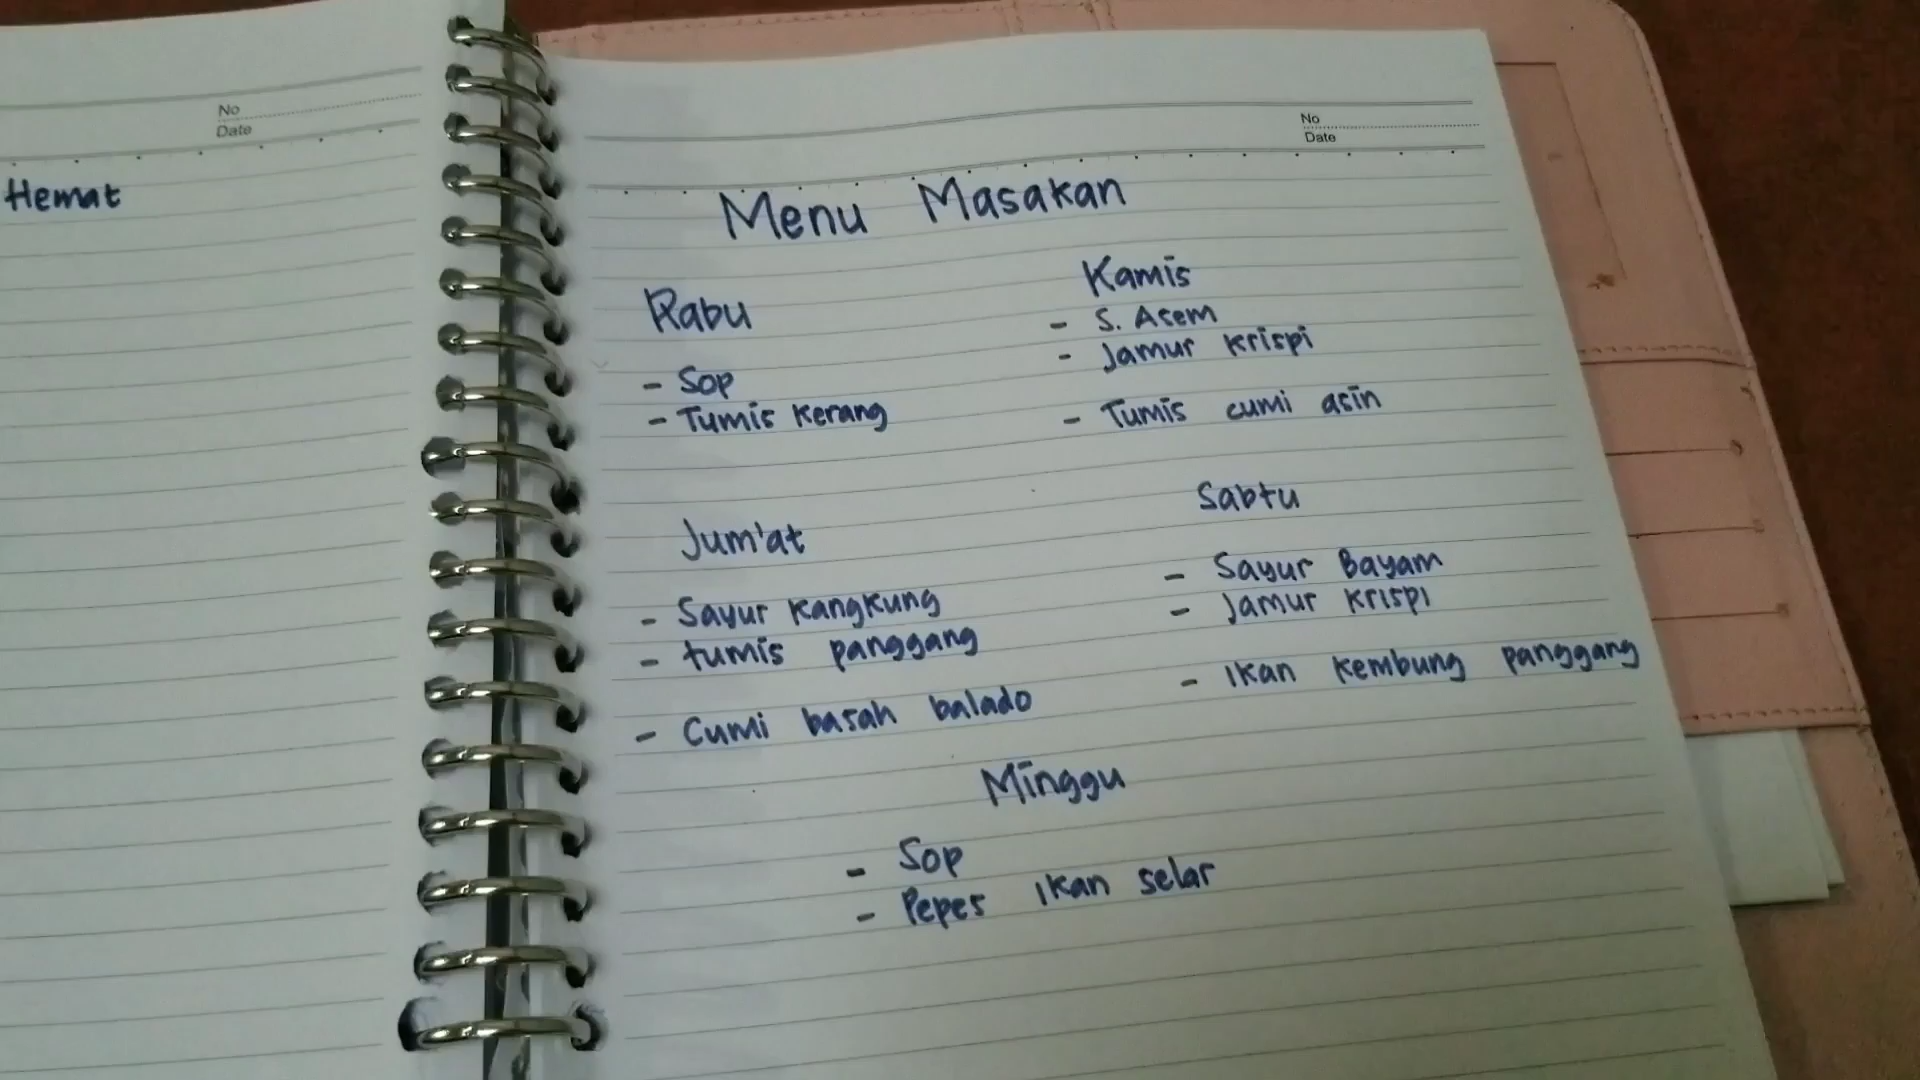 No
Date
Hemat
No
Date
Menu Masakan
Rabu
- Sop
- Tumis kerang
Kamis
- S. Asem
- Jamur krispi
- Tumis cumi asin
Jum'at
- Sayur kangkung
- tumis panggang
- Cumi basah balado
Sabtu
- Sayur Bayam
- Jamur krispi
- Ikan kembung panggang
Minggu
- Sop
- Pepes ikan selar